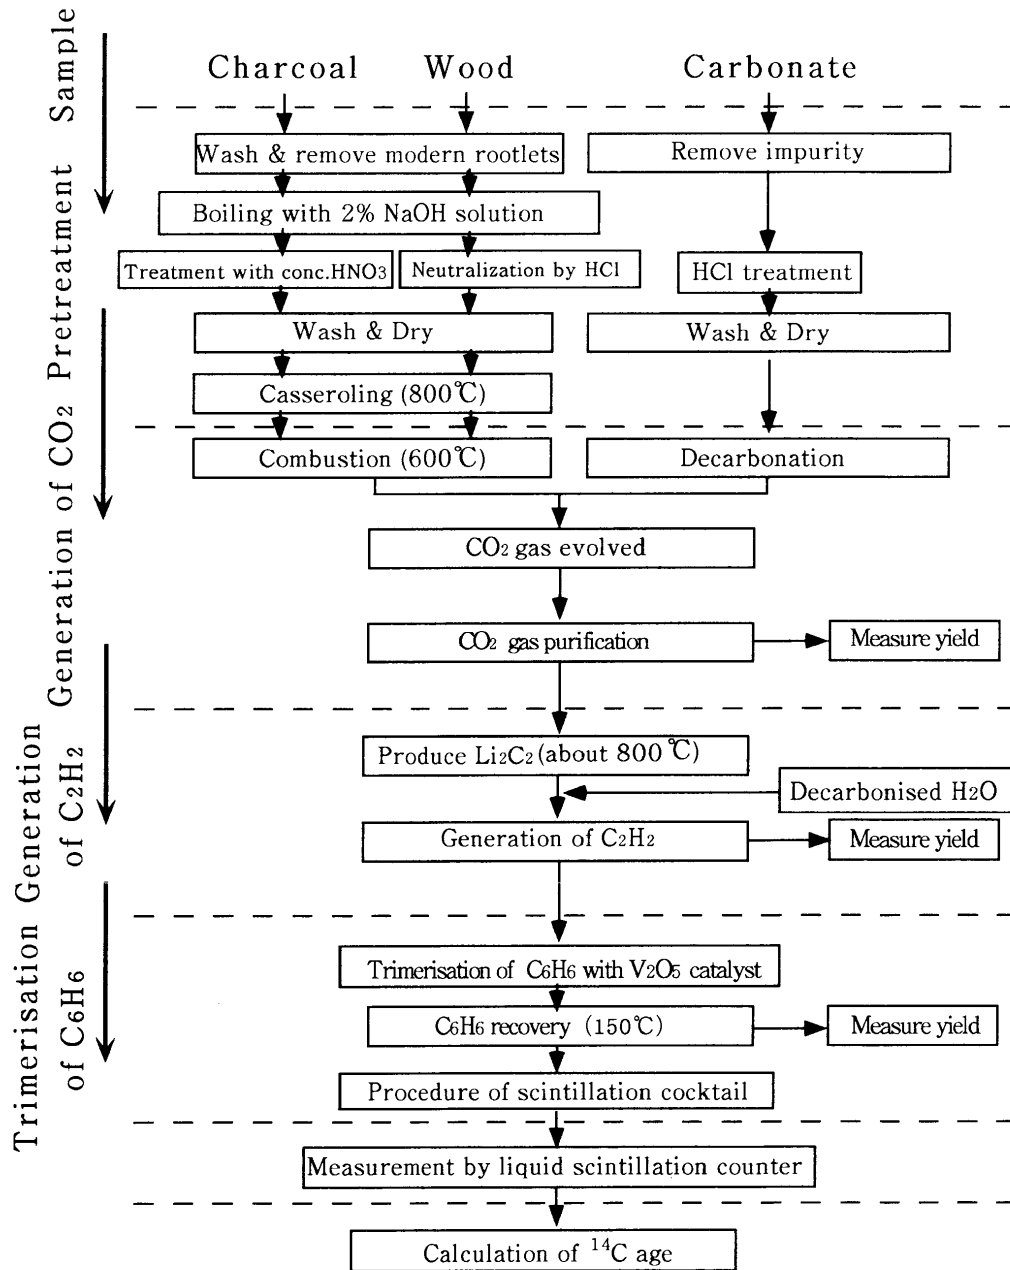 Sample
Pretreatment
Generation of CO2
Generation
of C2H2
Trimerisation
of C6H6
Charcoal
Wood
Carbonate
Wash & remove modern rootlets
Remove impurity
Boiling with 2% NaOH solution
Treatment with conc.HNO3
Neutralization by HCl
HCl treatment
Wash & Dry
Wash & Dry
Casseroling (800℃)
Combustion (600℃)
Decarbonation
CO2 gas evolved
CO2 gas purification
Measure yield
Produce Li2C2 (about 800℃)
Decarbonised H2O
Generation of C2H2
Measure yield
Trimerisation of C6H6 with V2O5 catalyst
C6H6 recovery (150℃)
Measure yield
Procedure of scintillation cocktail
Measurement by liquid scintillation counter
Calculation of 14C age